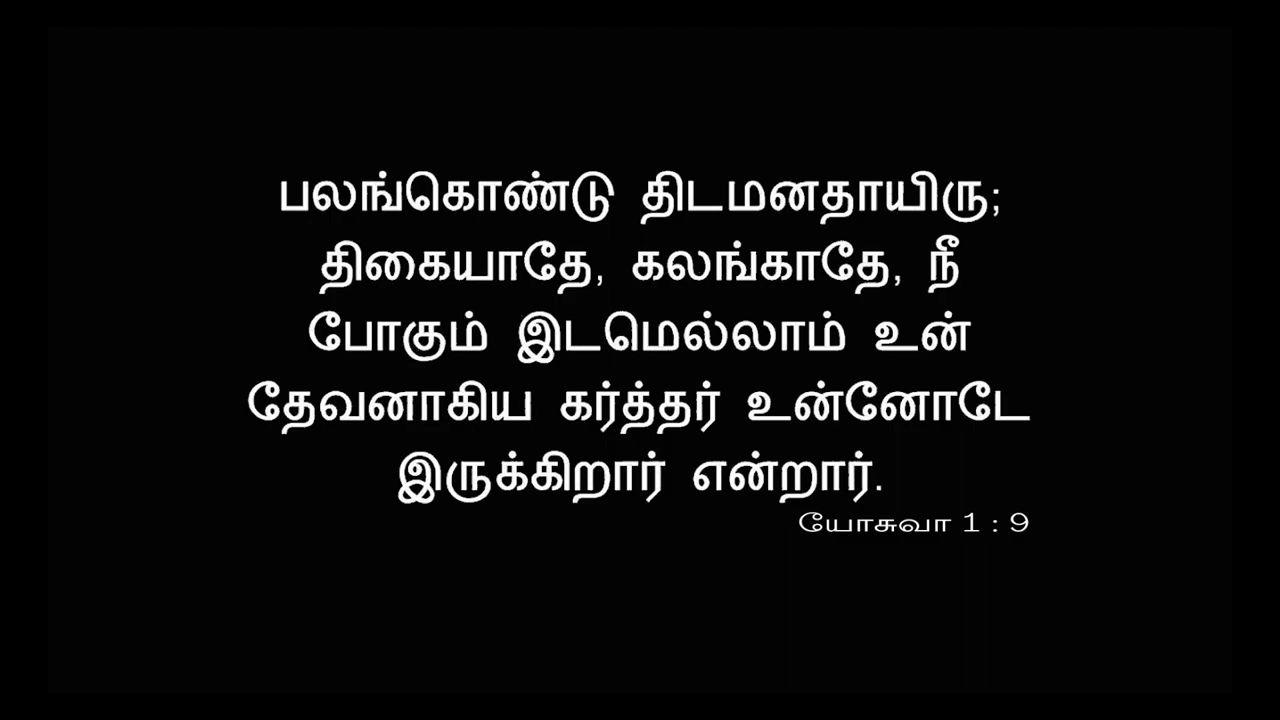 பலங்கொண்டு திடமனதாயிரு;
திகையாதே, கலங்காதே, நீ
போகும் இடமெல்லாம் உன்
தேவனாகிய கர்த்தர் உன்னோடே
இருக்கிறார் என்றார்.
யோசுவா 1 : 9